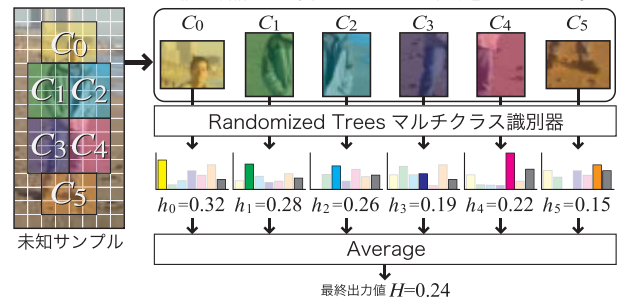 C0
C1 C2
C3 C4
C5
未知サンプル
C0 C1 C2 C3 C4 C5
Randomized Trees マルチクラス識別器
h0=0.32 h1=0.28 h2=0.26 h3=0.19 h4=0.22 h5=0.15
Average
最終出力値 H=0.24